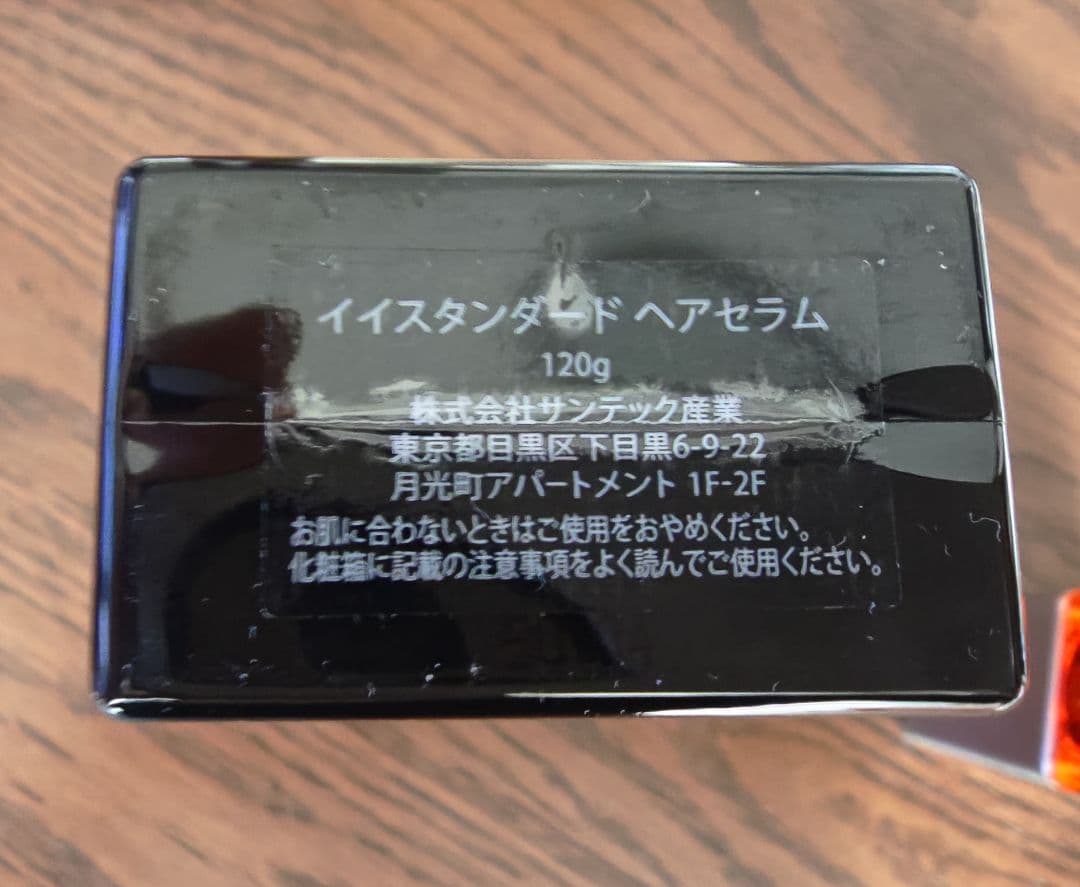 イイスタンダード ヘアセラム
120g
株式会社サンテック産業
東京都目黒区下目黒6-9-22
月光町アパートメント 1F-2F
お肌に合わないときはご使用をおやめください。
化粧箱に記載の注意事項をよく読んでご使用ください。